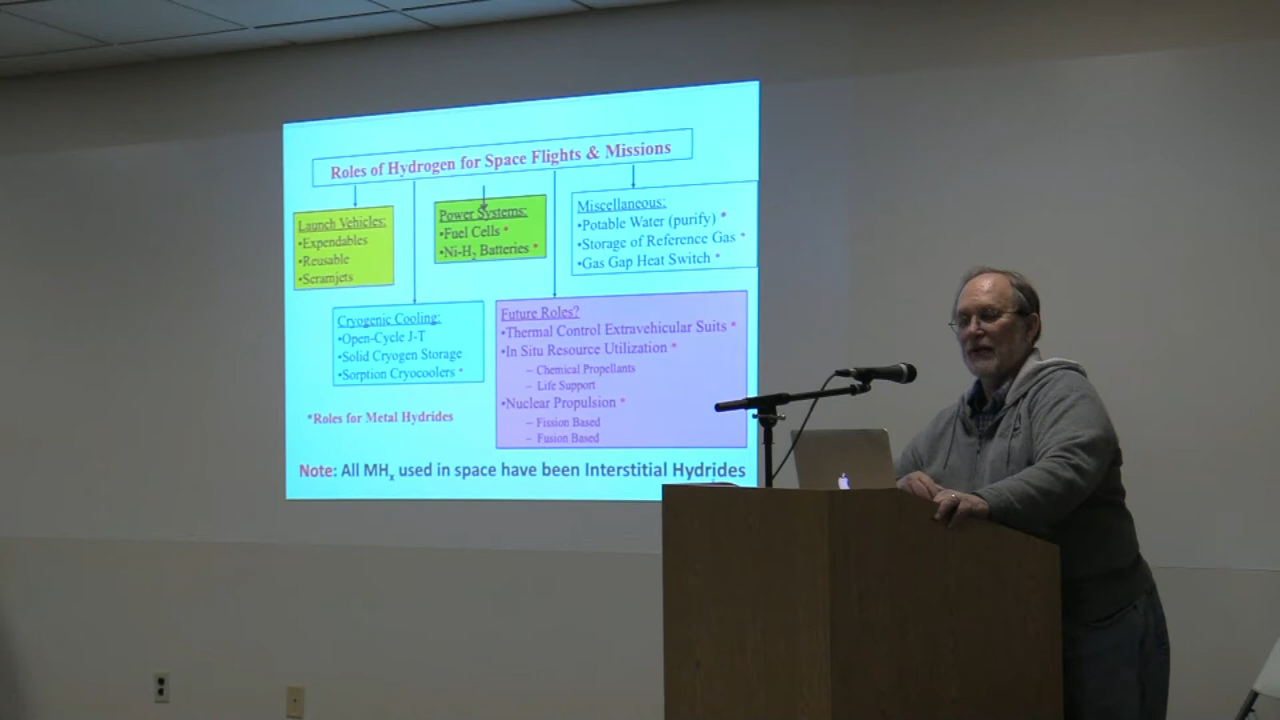 Roles of Hydrogen for Space Flights & Missions
Launch Vehicles:
•Expendables
•Reusable
•Scramjets
Power Systems:
•Fuel Cells *
•Ni-H₂ Batteries *
Miscellaneous:
•Potable Water (purify) *
•Storage of Reference Gas *
•Gas Gap Heat Switch *
Cryogenic Cooling:
•Open-Cycle J-T
•Solid Cryogen Storage
•Sorption Cryocoolers *
Future Roles?
•Thermal Control Extravehicular Suits *
•In Situ Resource Utilization *
– Chemical Propellants
– Life Support
•Nuclear Propulsion *
– Fission Based
– Fusion Based
*Roles for Metal Hydrides
Note: All MHₓ used in space have been Interstitial Hydrides